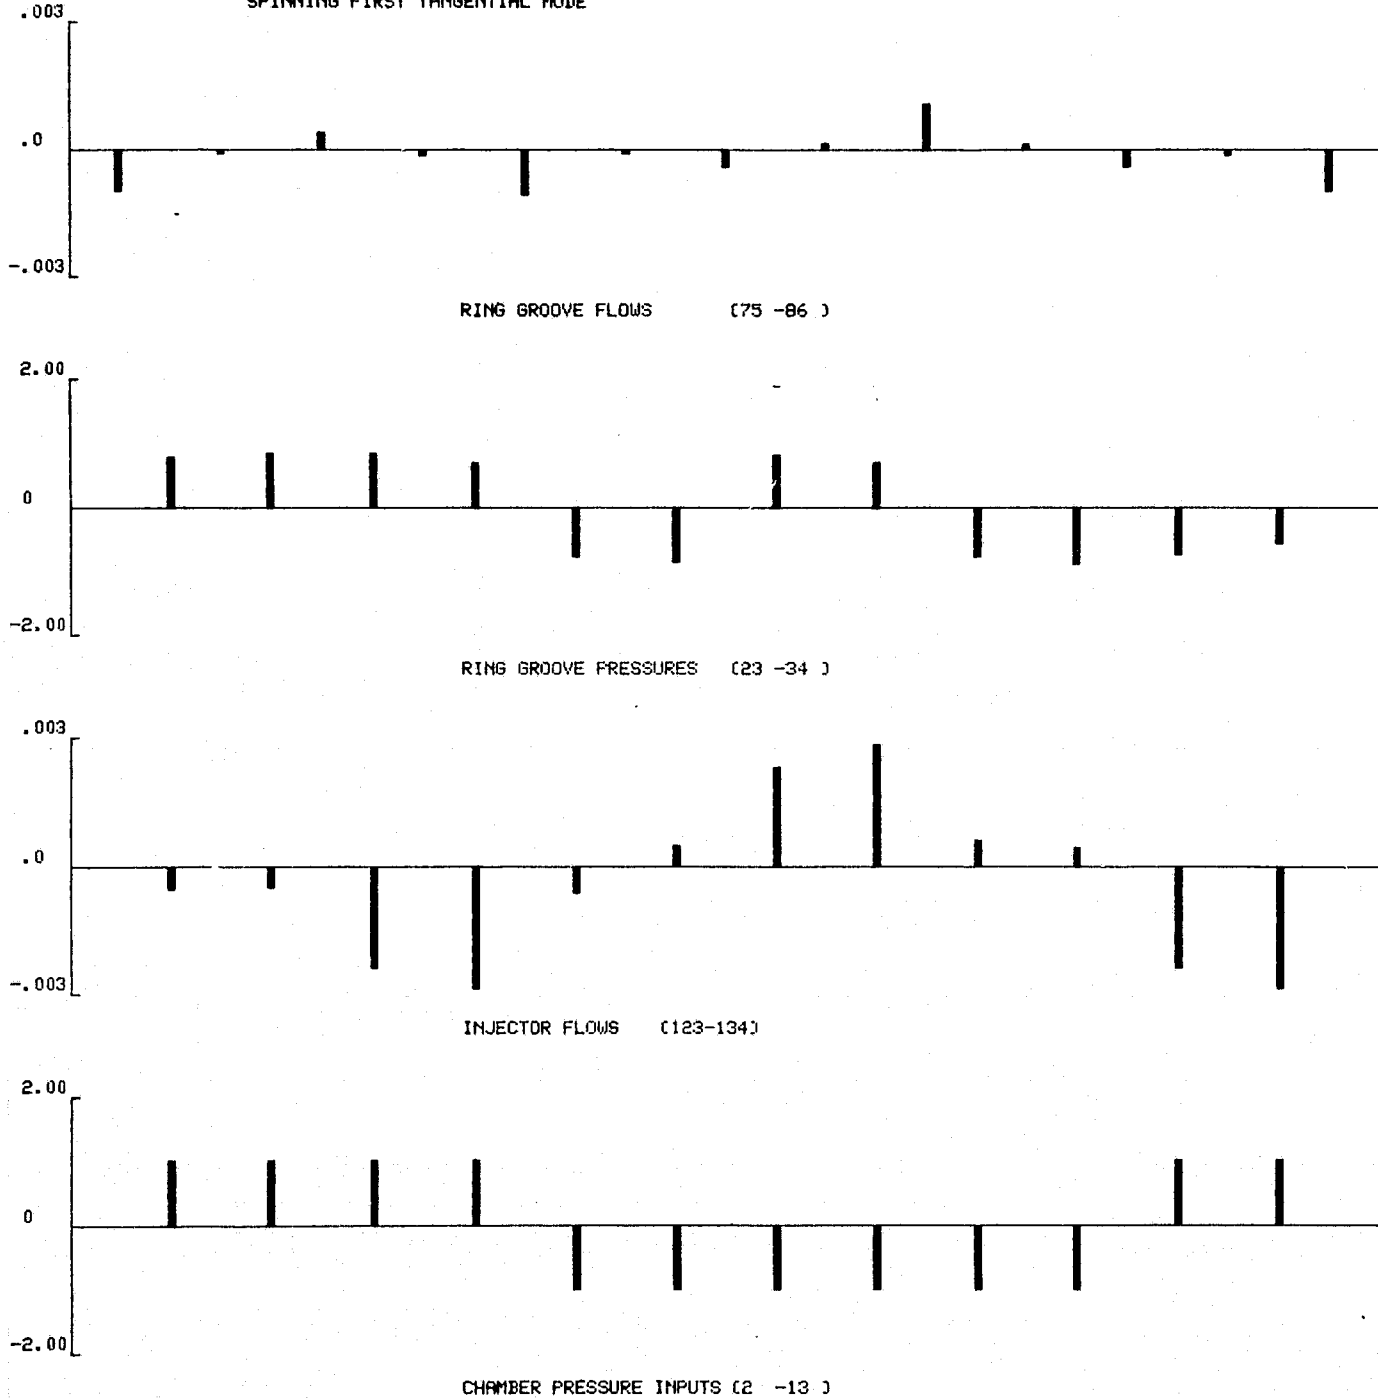 SPINNING FIRST TANGENTIAL MODE
.003
.0
-.003
RING GROOVE FLOWS (75 -86 )
2.00
0
-2.00
RING GROOVE PRESSURES (23 -34 )
.003
.0
-.003
INJECTOR FLOWS (123-134)
2.00
0
-2.00
CHAMBER PRESSURE INPUTS (2 -13 )